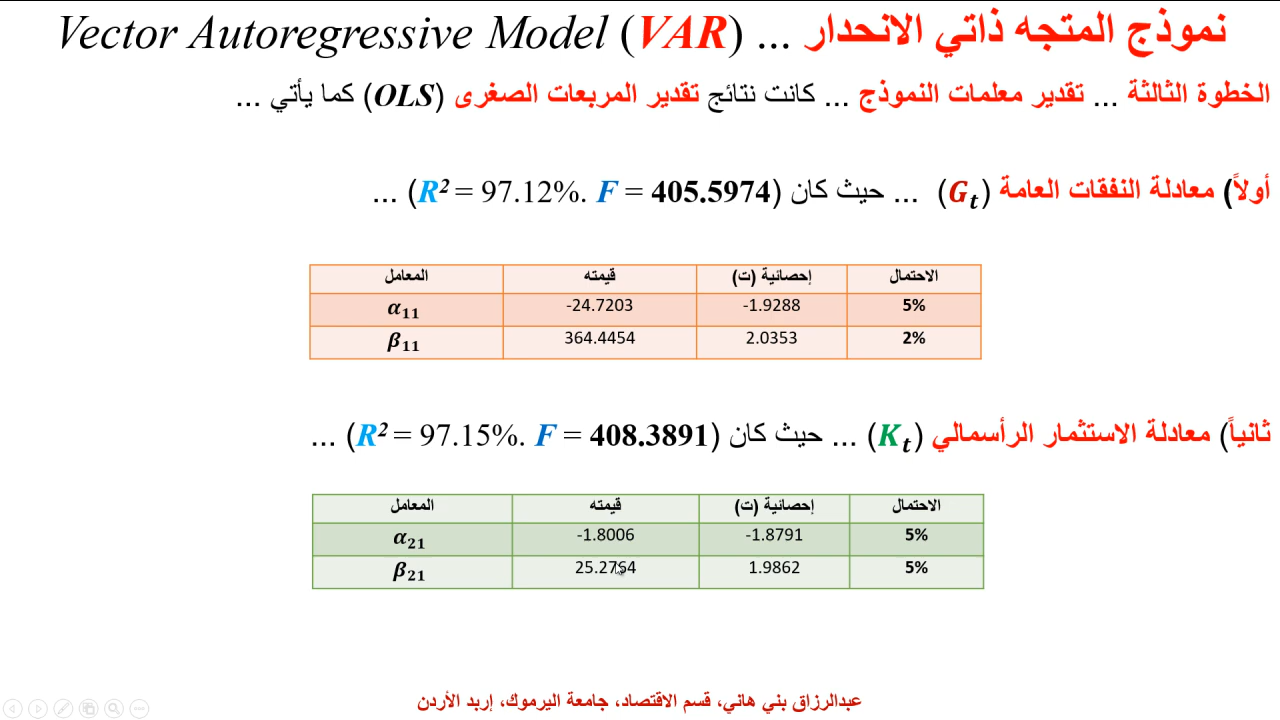 نموذج المتجه ذاتي الانحدار ... Vector Autoregressive Model (VAR)
الخطوة الثالثة ... تقدير معلمات النموذج ... كانت نتائج تقدير المربعات الصغرى (OLS) كما يأتي ...
أولاً) معادلة النفقات العامة (Gₜ) ... حيث كان (R² = 97.12%. F = 405.5974) ...
المعامل قيمته إحصائية (ت) الاحتمال
α₁₁ -24.7203 -1.9288 5%
β₁₁ 364.4454 2.0353 2%
ثانياً) معادلة الاستثمار الرأسمالي (Kₜ) ... حيث كان (R² = 97.15%. F = 408.3891) ...
المعامل قيمته إحصائية (ت) الاحتمال
α₂₁ -1.8006 -1.8791 5%
β₂₁ 25.2764 1.9862 5%
عبدالرزاق بني هاني، قسم الاقتصاد، جامعة اليرموك، إربد الأردن